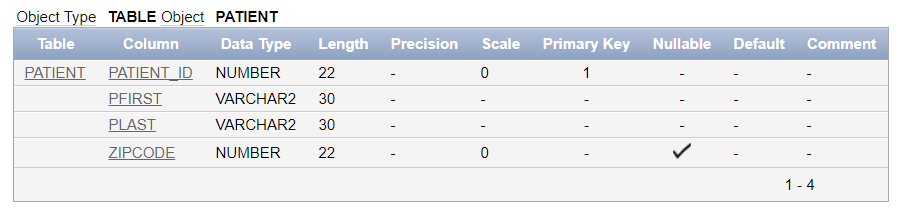 Object Type TABLE Object PATIENT
Table Column Data Type Length Precision Scale Primary Key Nullable Default Comment
PATIENT PATIENT_ID NUMBER 22 - 0 1 - - -
PFIRST VARCHAR2 30 - - - - - -
PLAST VARCHAR2 30 - - - - - -
ZIPCODE NUMBER 22 - 0 - ✓ - -
1 - 4